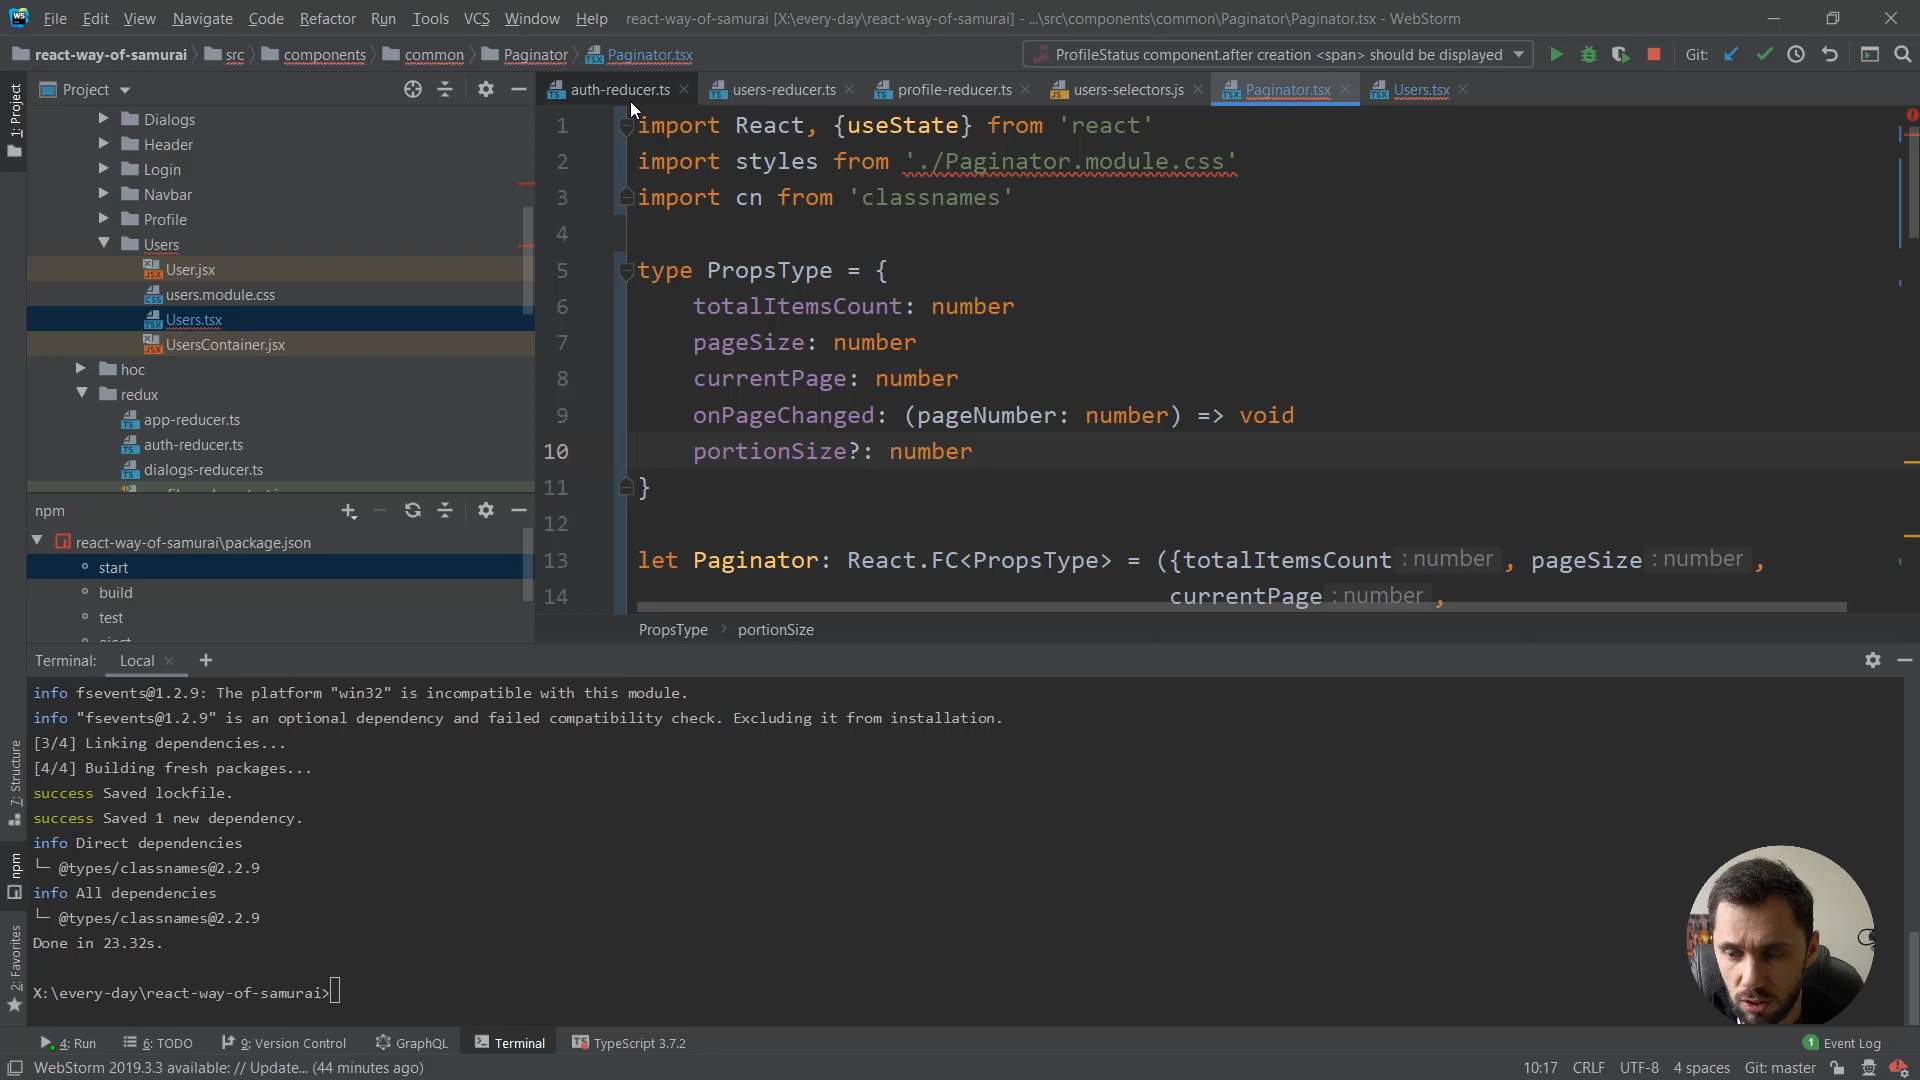 File Edit View Navigate Code Refactor Run Tools VCS Window Help react-way-of-samurai [X:\every-day\react-way-of-samurai] - ...\src\components\common\Paginator\Paginator.tsx - WebStorm
react-way-of-samurai src components common Paginator Paginator.tsx ProfileStatus component.after creation <span> should be displayed Git:
1: Project
Project
auth-reducer.ts users-reducer.ts profile-reducer.ts users-selectors.js Paginator.tsx Users.tsx
Dialogs
Header
Login
Navbar
Profile
Users
User.jsx
users.module.css
Users.tsx
UsersContainer.jsx
hoc
redux
app-reducer.ts
auth-reducer.ts
dialogs-reducer.ts
1 import React, {useState} from 'react'
2 import styles from './Paginator.module.css'
3 import cn from 'classnames'
4
5 type PropsType = {
6 totalItemsCount: number
7 pageSize: number
8 currentPage: number
9 onPageChanged: (pageNumber: number) => void
10 portionSize?: number
11 }
12
13 let Paginator: React.FC<PropsType> = ({totalItemsCount : number , pageSize : number ,
14 currentPage : number ,
PropsType portionSize
npm
react-way-of-samurai\package.json
start
build
test
eject
Terminal: Local
info fsevents@1.2.9: The platform "win32" is incompatible with this module.
info "fsevents@1.2.9" is an optional dependency and failed compatibility check. Excluding it from installation.
[3/4] Linking dependencies...
[4/4] Building fresh packages...
success Saved lockfile.
success Saved 1 new dependency.
info Direct dependencies
└─ @types/classnames@2.2.9
info All dependencies
└─ @types/classnames@2.2.9
Done in 23.32s.
X:\every-day\react-way-of-samurai>
7: Structure
npm
2: Favorites
4: Run 6: TODO 9: Version Control GraphQL Terminal TypeScript 3.7.2 1 Event Log
WebStorm 2019.3.3 available: // Update... (44 minutes ago) 10:17 CRLF UTF-8 4 spaces Git: master